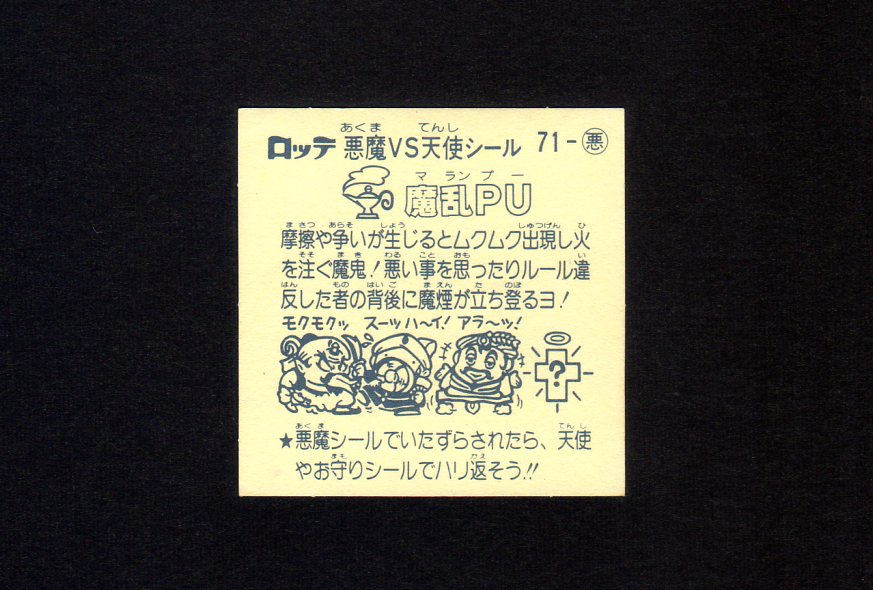 ロッテ 悪魔VS天使シール 71-悪
魔乱PU
摩擦や争いが生じるとムクムク出現し火
を注ぐ魔鬼!悪い事を思ったりルール違
反した者の背後に魔煙が立ち登るヨ!
モクモクッ スーッハ〜イ! アラ〜ッ!
?
★悪魔シールでいたずらされたら、天使
やお守りシールでハリ返そう!!